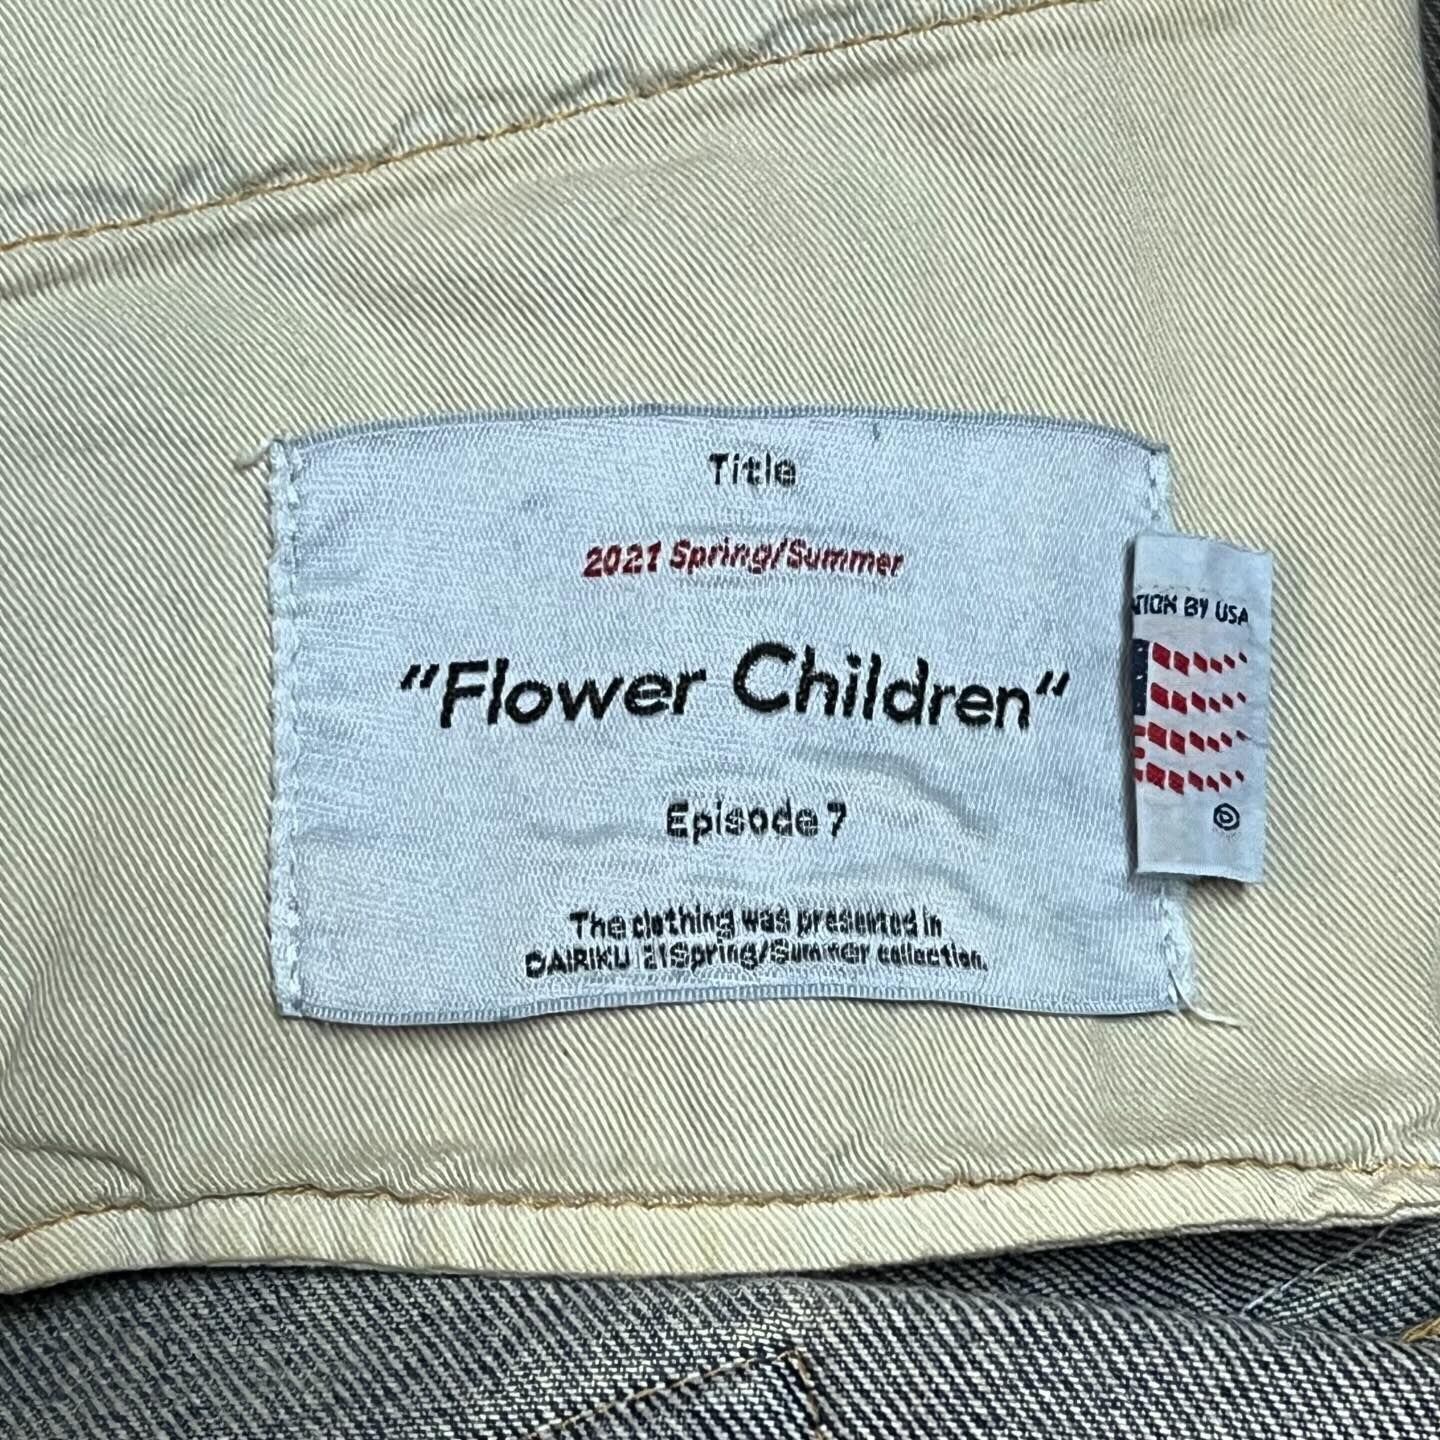 Title
2021 Spring/Summer
"Flower Children"
Episode 7
The clothing was presented in
DAIRIKU 21Spring/Summer collection.
BY USA